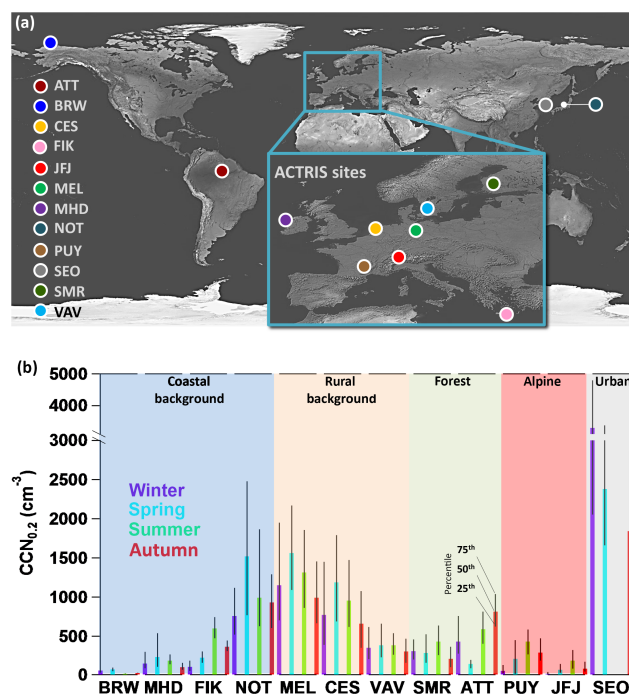 (a)
ATT
BRW
CES
FIK
JFJ
MEL
MHD
NOT
PUY
SEO
SMR
VAV
ACTRIS sites
(b)
5000
4000
3000
2500
2000
1500
1000
500
0
CCN0.2 (cm-3)
Coastal background
Rural background
Forest
Alpine
Urban
Winter
Spring
Summer
Autumn
75th
50th
25th
Percentile
BRW MHD FIK NOT MEL CES VAV SMR ATT PUY JFJ SEO